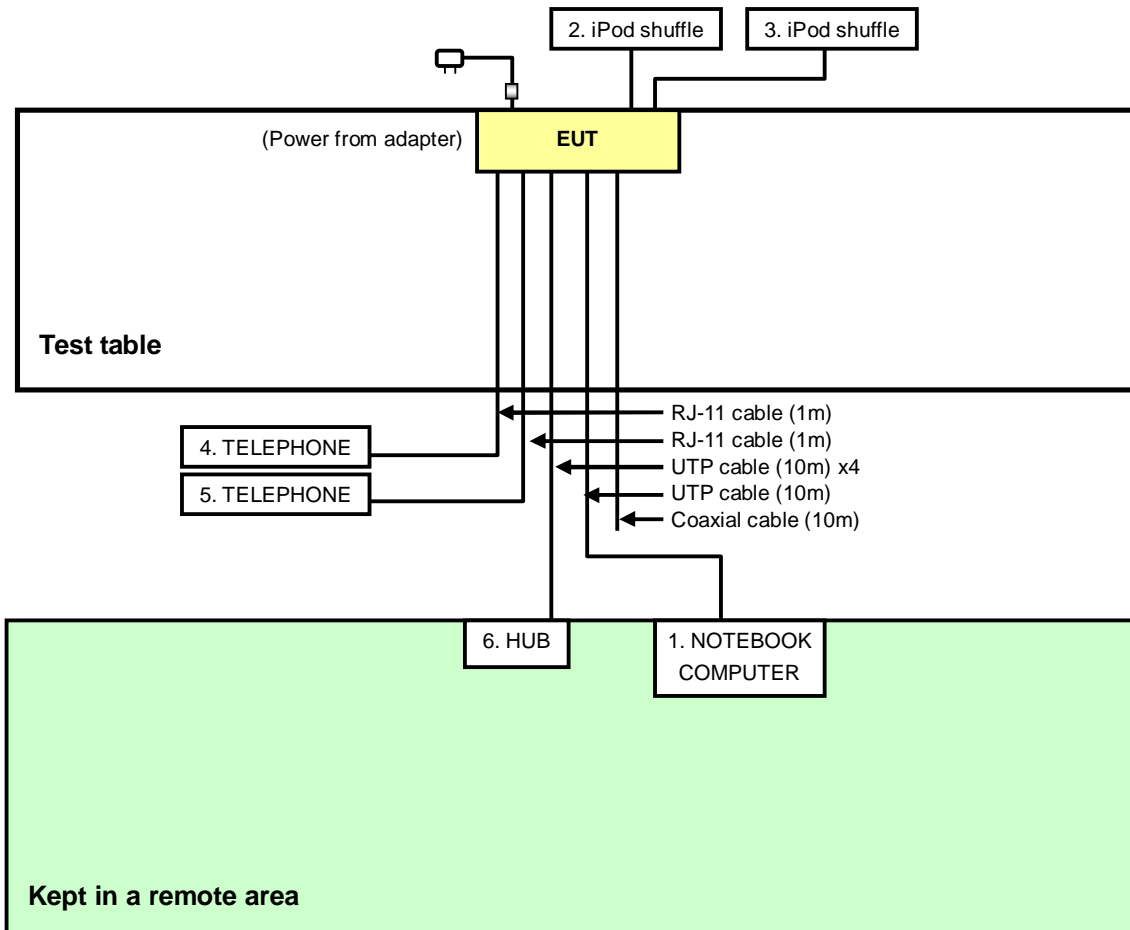 2. iPod shuffle
3. iPod shuffle
(Power from adapter)
EUT
Test table
RJ-11 cable (1m)
4. TELEPHONE
RJ-11 cable (1m)
UTP cable (10m) x4
5. TELEPHONE
UTP cable (10m)
Coaxial cable (10m)
6. HUB
1. NOTEBOOK
COMPUTER
Kept in a remote area